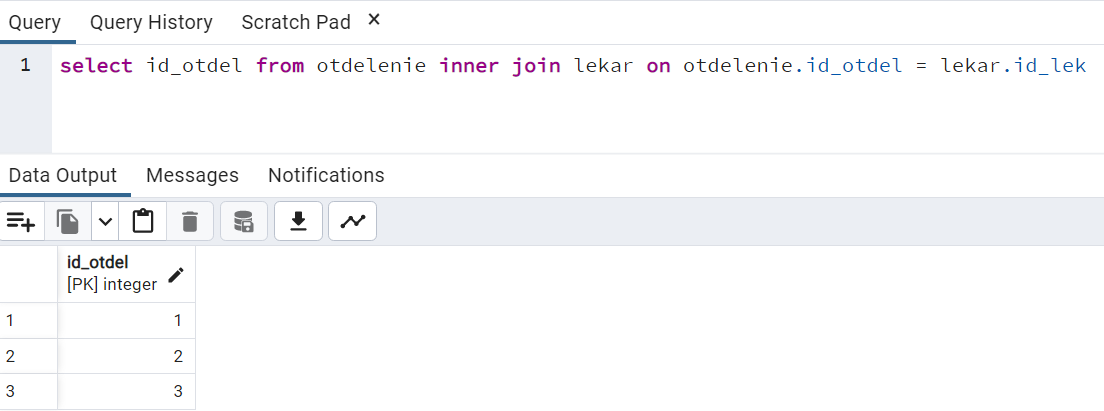 Query Query History Scratch Pad ×
1 select id_otdel from otdelenie inner join lekar on otdelenie.id_otdel = lekar.id_lek
Data Output Messages Notifications
id_otdel
[PK] integer
1 1
2 2
3 3